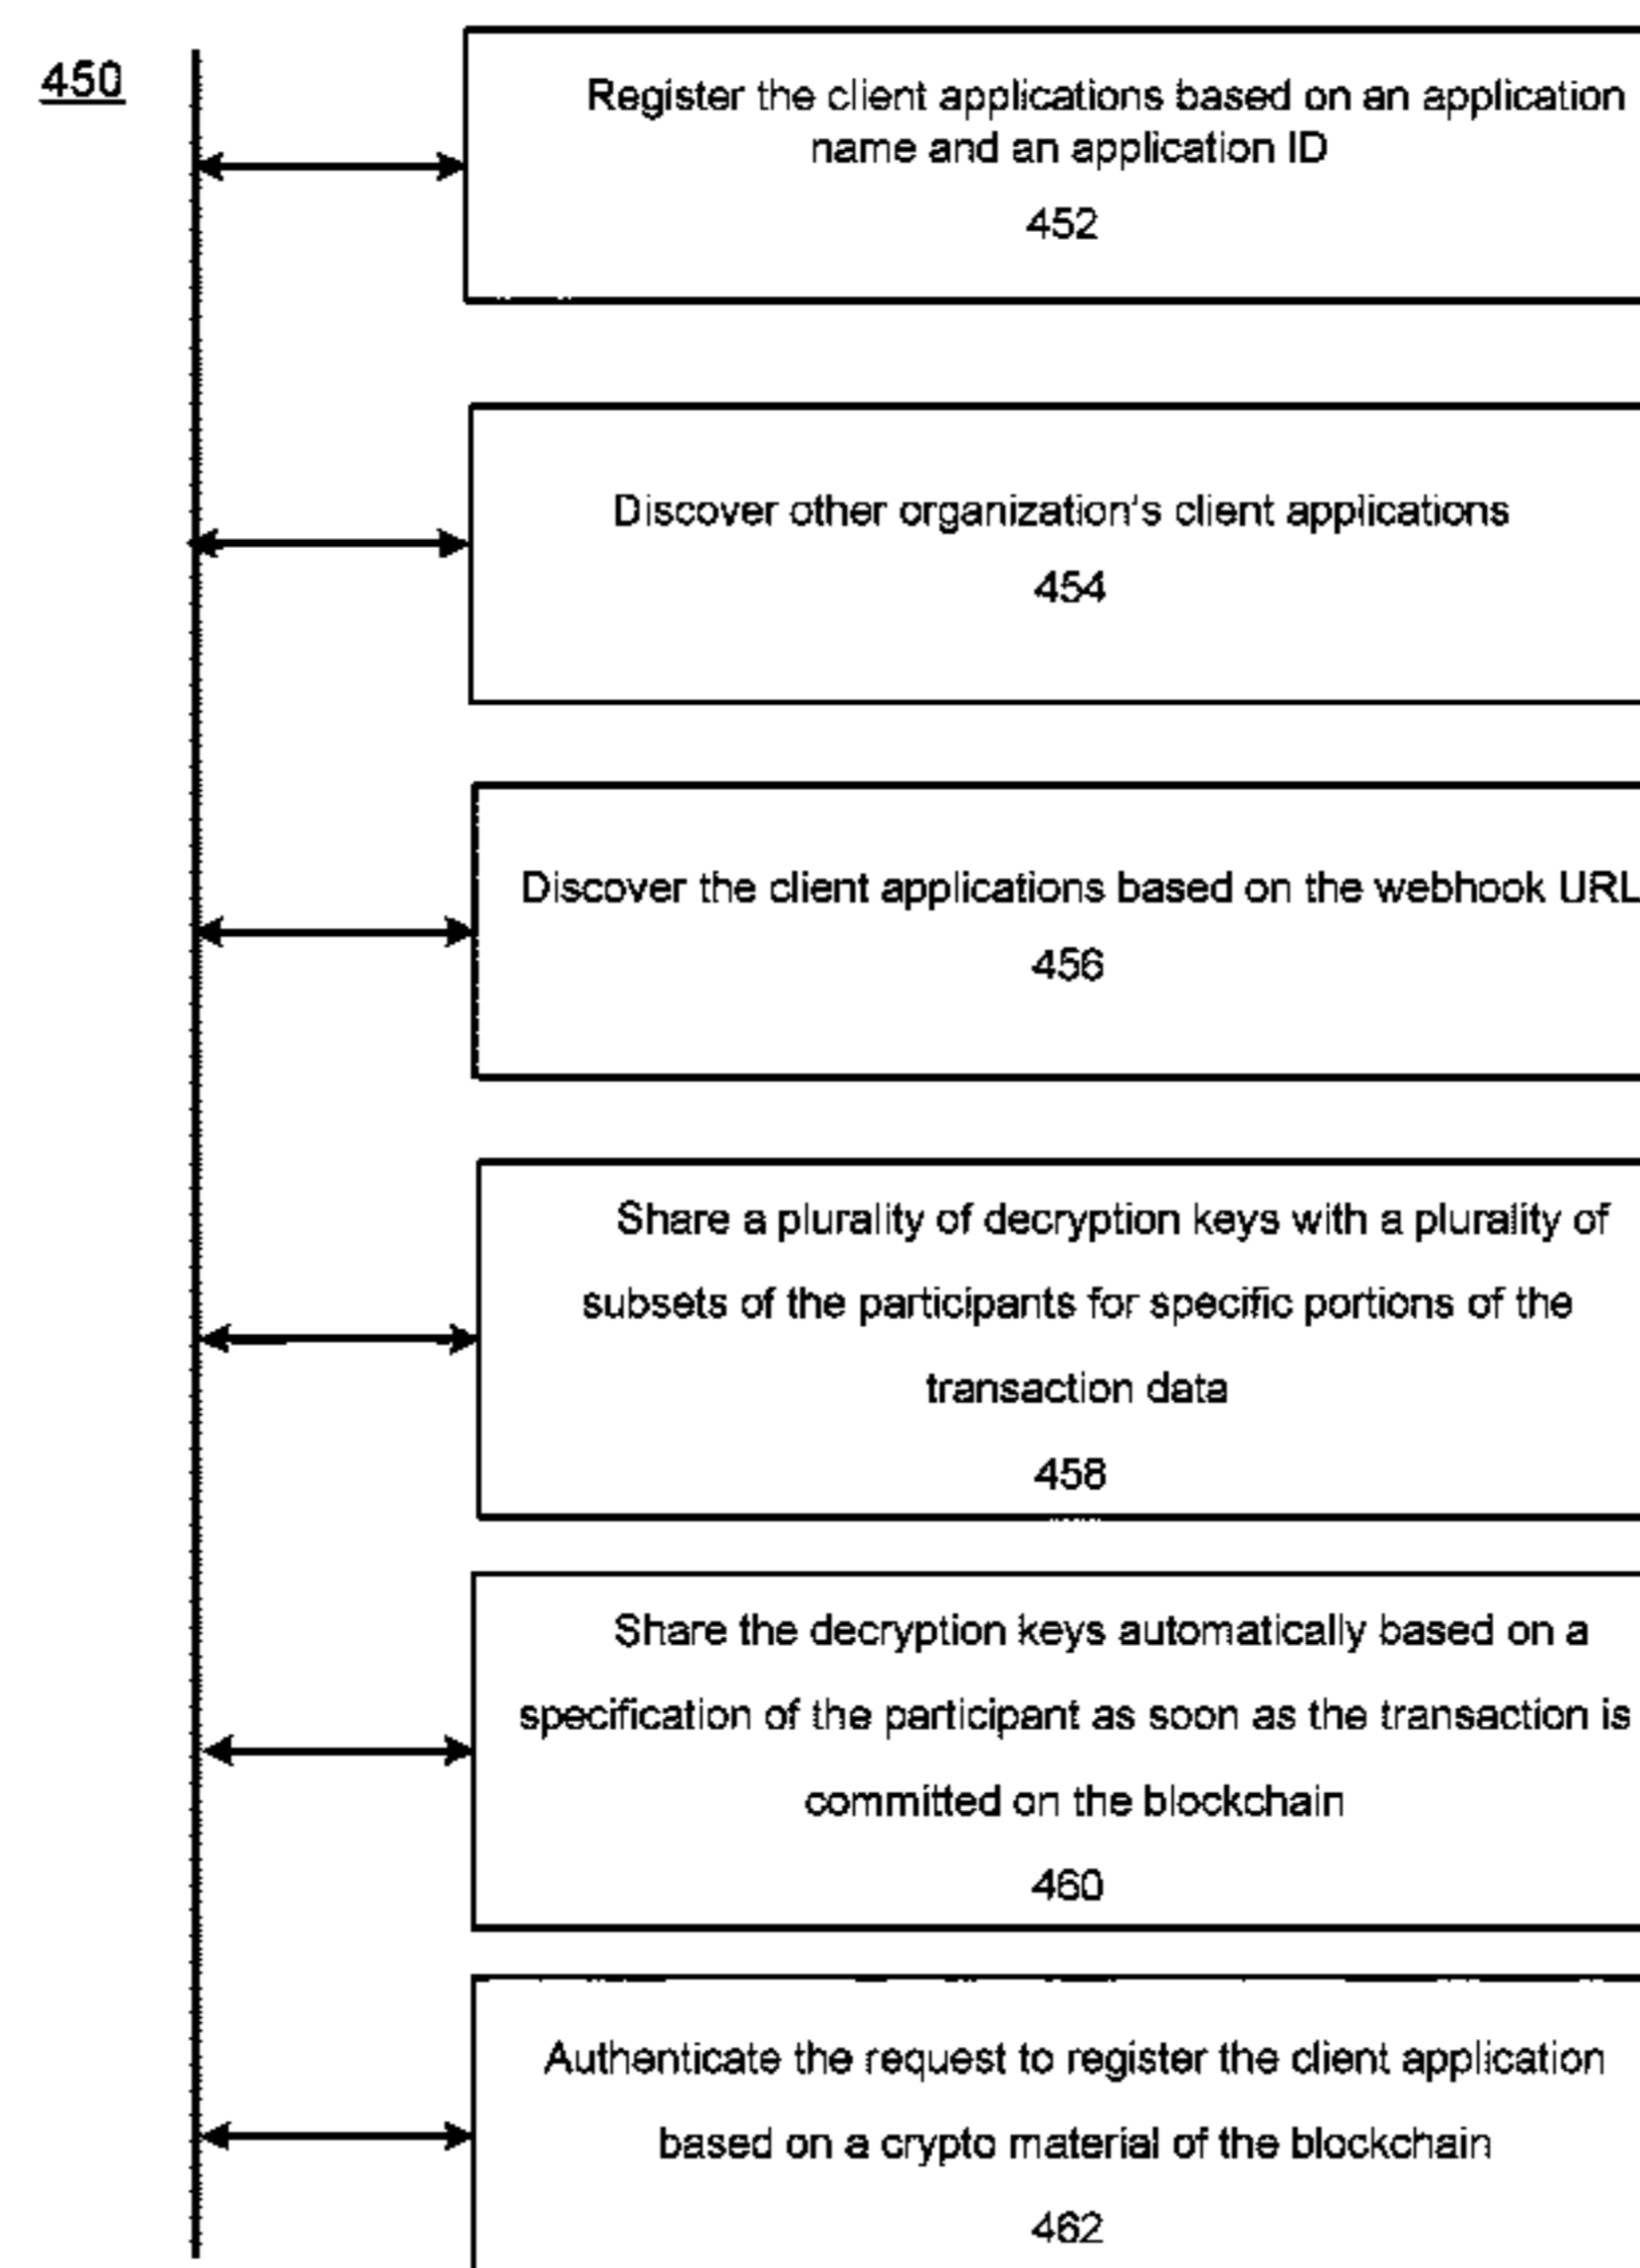 450
Register the client applications based on an application
name and an application ID
452
Discover other organization's client applications
454
Discover the client applications based on the webhook URL
456
Share a plurality of decryption keys with a plurality of
subsets of the participants for specific portions of the
transaction data
458
Share the decryption keys automatically based on a
specification of the participant as soon as the transaction is
committed on the blockchain
460
Authenticate the request to register the client application
based on a crypto material of the blockchain
462